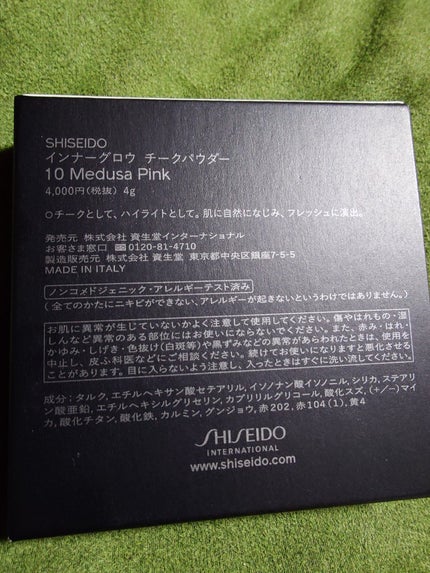 SHISEIDO
インナーグロウ チークパウダー
10 Medusa Pink
4,000円(税抜) 4g
○チークとして、ハイライトとして。肌に自然になじみ、フレッシュに演出。
発売元 株式会社 資生堂インターナショナル
お客さま窓口 0120-81-4710
製造販売元 株式会社 資生堂 東京都中央区銀座7-5-5
MADE IN ITALY
ノンコメドジェニック・アレルギーテスト済み
(全てのかたにニキビができない、アレルギーが起きないというわけではありません。)
お肌に異常が生じていないかよく注意して使用してください。傷やはれもの・湿
しんなど異常のある部位にはお使いにならないでください。また、赤み・はれ・
かゆみ・しげき・色抜け(白斑等)や黒ずみなどの異常があらわれたときは、使用を
中止し、皮ふ科医などにご相談ください。続けてお使いになりますと悪化させる
ことがあります。目に入らないよう注意し、入ったときはすぐに洗い流してください。
成分:タルク,エチルヘキサン酸セテアリル,イソノナン酸イソノニル,シリカ,ステアリ
ン酸亜鉛,エチルヘキシルグリセリン,カプリリルグリコール,酸化スズ,(+/-)マイ
カ,酸化チタン,酸化鉄,カルミン,グンジョウ,赤202,赤104(1),黄4
SHISEIDO
INTERNATIONAL
www.shiseido.com